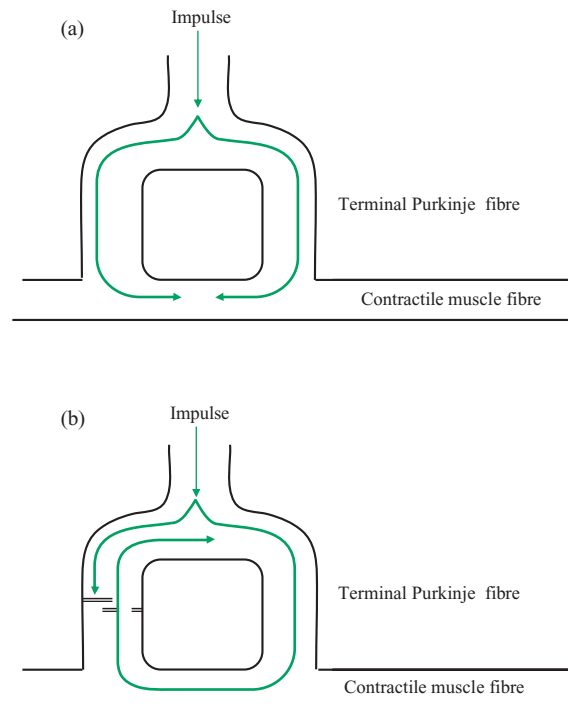 Impulse
(a)
Terminal Purkinje fibre
Contractile muscle fibre
Impulse
(b)
Terminal Purkinje fibre
Contractile muscle fibre